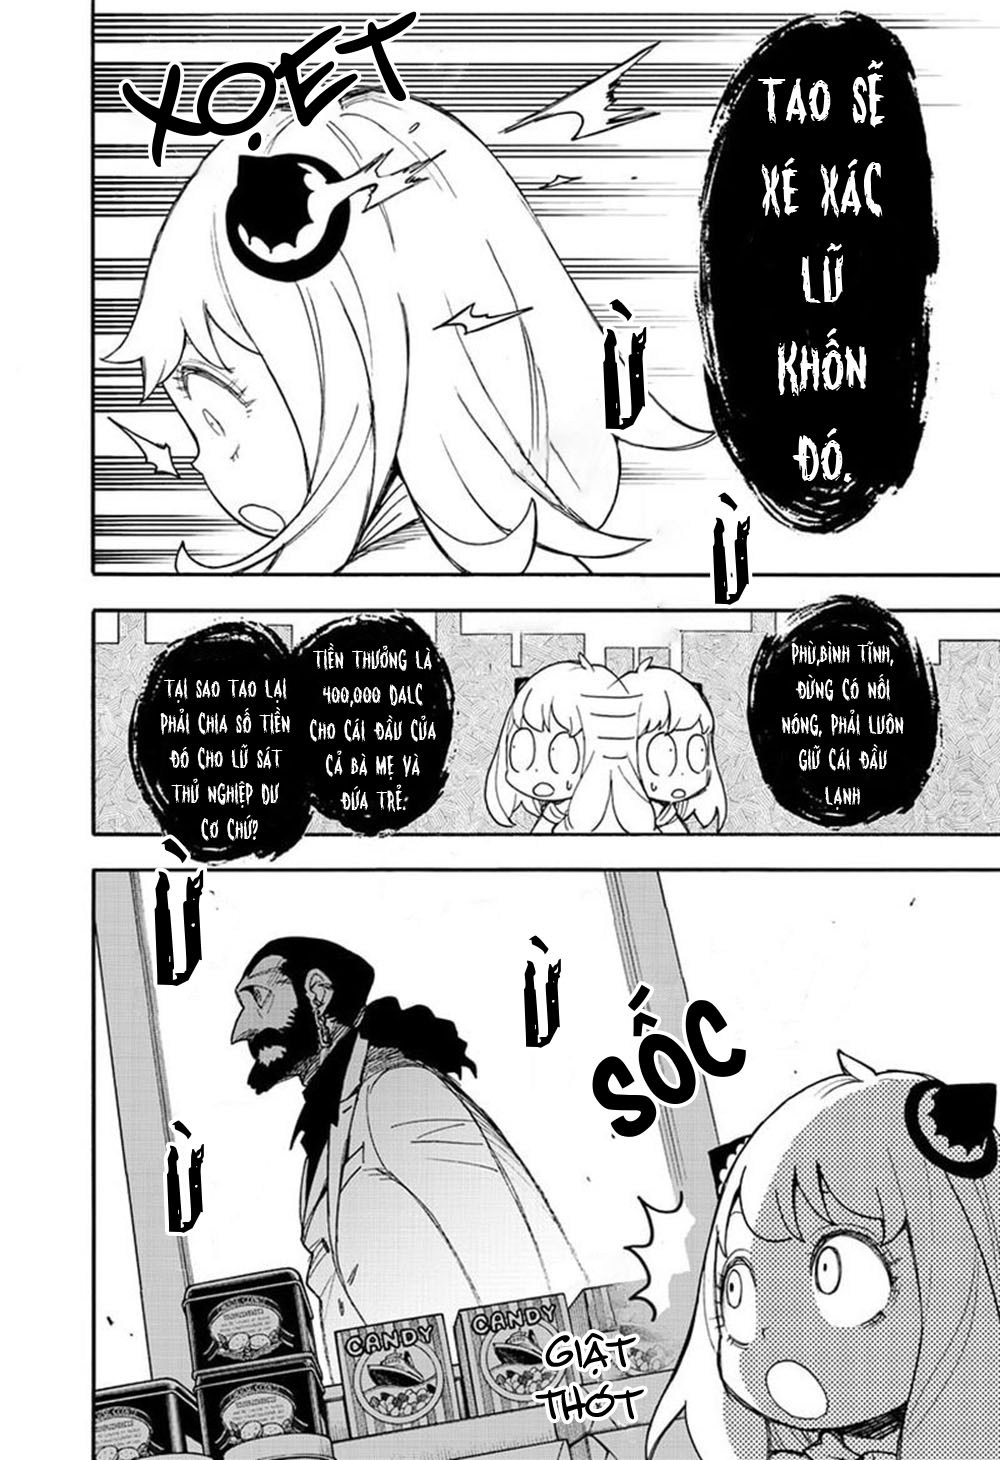 TAO SẼ
XÉ XÁC
LŨ
KHỐN
ĐÓ.
XOẸT
Ừ
Ừ
PHÙ,BÌNH TĨNH,
ĐỪNG CÓ NỐI
NÓNG, PHẢI LUÔN
GIỮ CÁI ĐẦU
LẠNH
TIỀN THƯỞNG LÀ
400,000 DALC
CHO CÁI ĐẦU CỦA
CẢ BÀ MẸ VÀ
ĐỨA TRẺ.
TẠI SAO TAO LẠI
PHẢI CHIA SỐ TIỀN
ĐÓ CHO LŨ SÁT
THỦ NGHIỆP DƯ
CƠ CHỨ?
Ừ
Ừ
SỐC
Ừ
CANDY
CANDY
GIẬT
THÓT